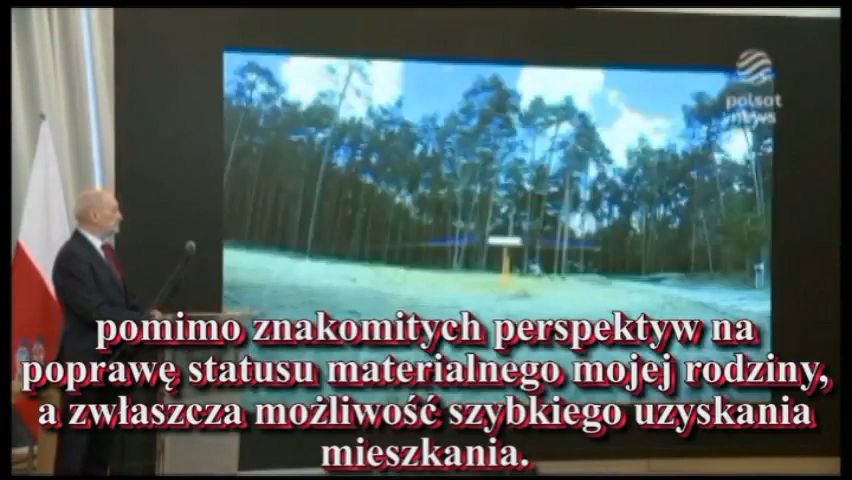 polsat
news
pomimo znakomitych perspektyw na
poprawę statusu materialnego mojej rodziny,
a zwłaszcza możliwość szybkiego uzyskania
mieszkania.